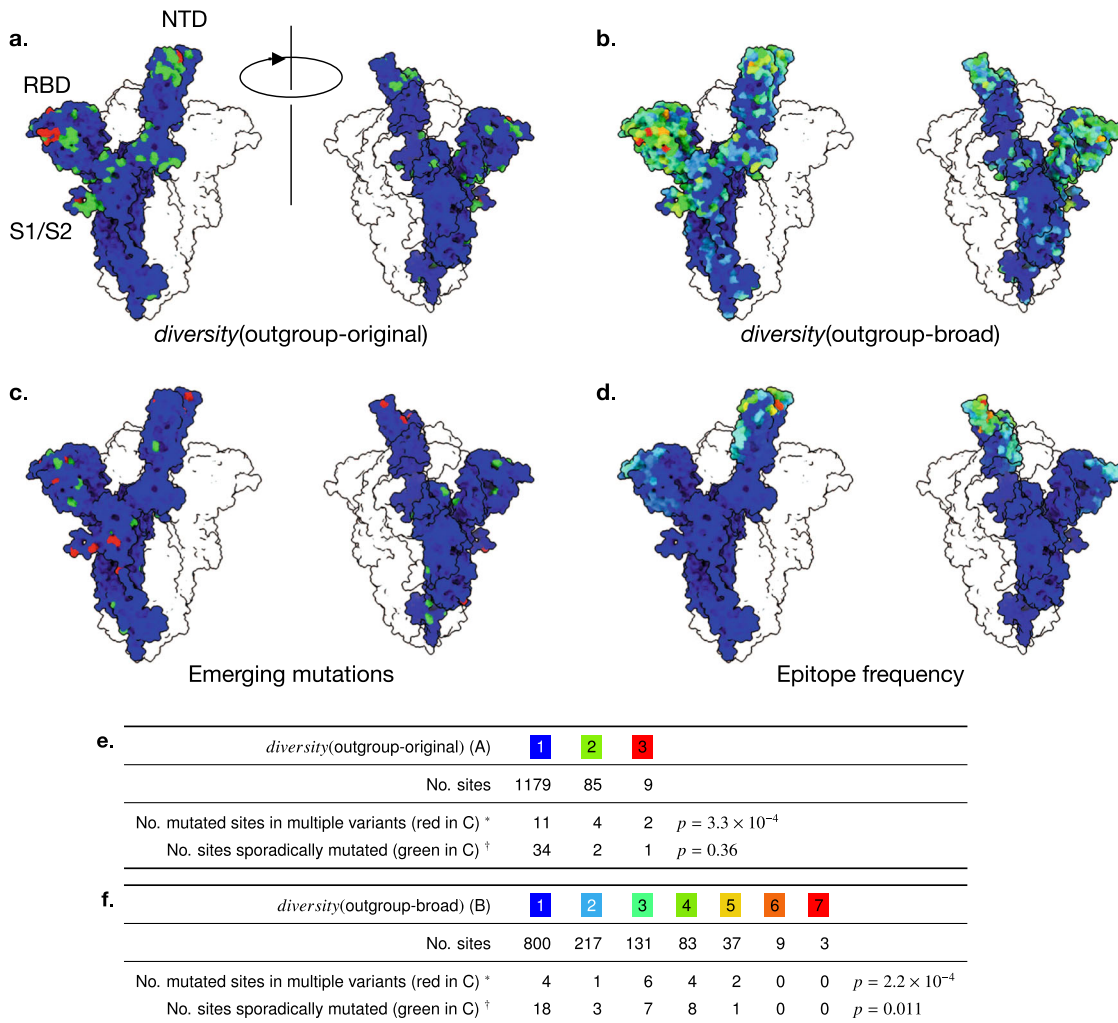 a.
NTD
RBD
S1/S2
diversity(outgroup-original)
b.
diversity(outgroup-broad)
c.
Emerging mutations
d.
Epitope frequency
e.
diversity(outgroup-original) (A) 1 2 3
No. sites 1179 85 9
No. mutated sites in multiple variants (red in C) * 11 4 2 p = 3.3 × 10⁻⁴
No. sites sporadically mutated (green in C) † 34 2 1 p = 0.36
f.
diversity(outgroup-broad) (B) 1 2 3 4 5 6 7
No. sites 800 217 131 83 37 9 3
No. mutated sites in multiple variants (red in C) * 4 1 6 4 2 0 0 p = 2.2 × 10⁻⁴
No. sites sporadically mutated (green in C) † 18 3 7 8 1 0 0 p = 0.011